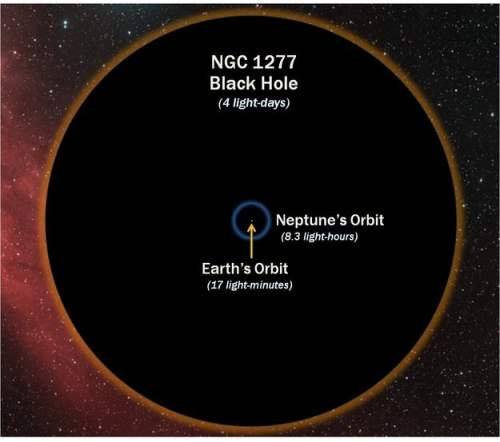 NGC 1277
Black Hole
(4 light-days)
Neptune's Orbit
(8.3 light-hours)
Earth's Orbit
(17 light-minutes)